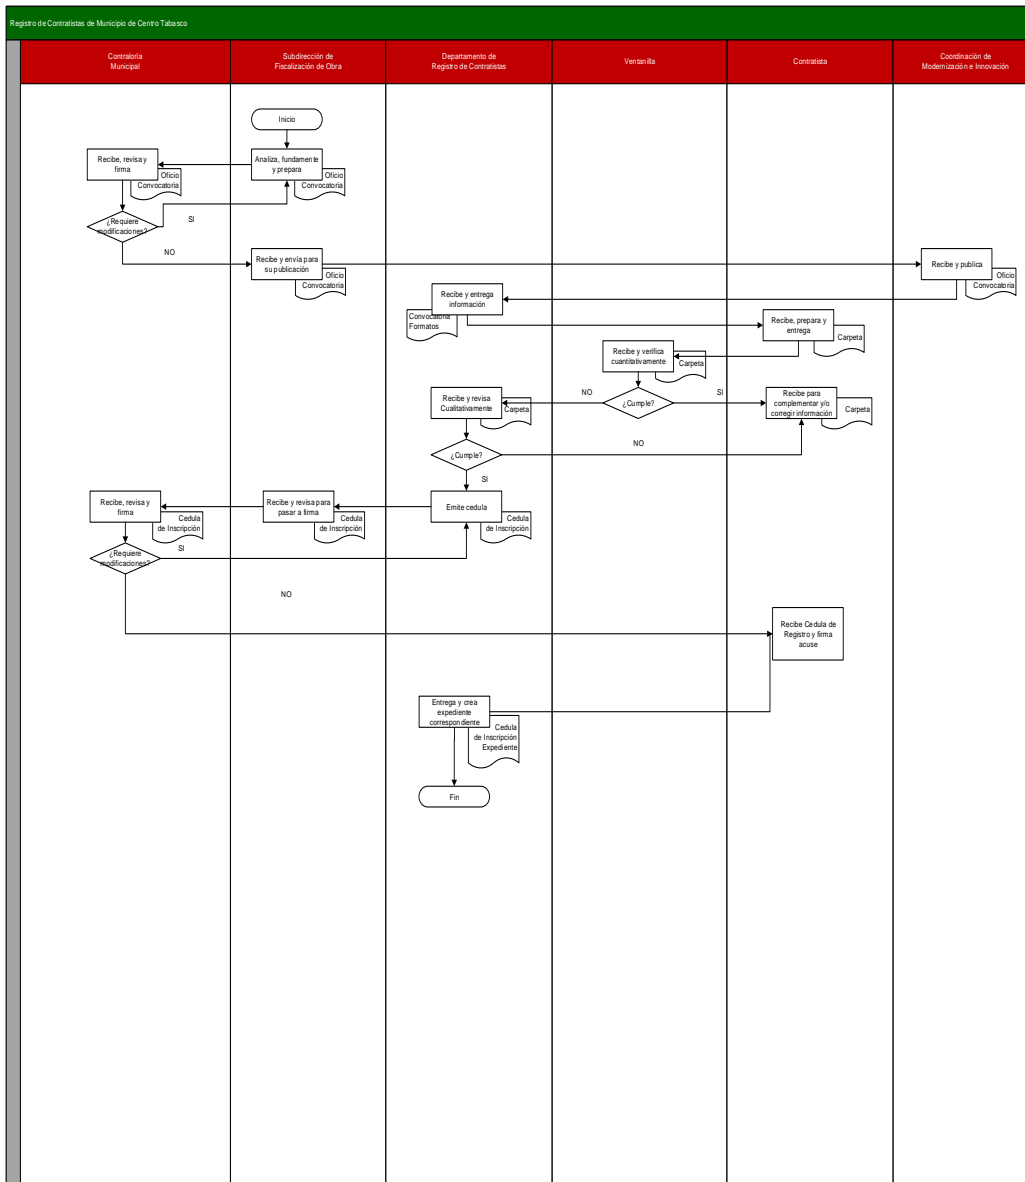 Registro de Contratistas de Municipio de Centro Tabasco
Contraloría
Municipal
Subdirección de
Fiscalización de Obra
Departamento de
Registro de Contratistas
Ventanilla
Contratista
Coordinación de
Modernización e Innovación
Inicio
Recibe, revisa y
firma
Oficio
Convocatoria
Analiza, fundamente
y prepara
Oficio
Convocatoria
¿Requiere
modificaciones?
SI
NO
Recibe y envía para
su publicación
Oficio
Convocatoria
Recibe y publica
Oficio
Convocatoria
Recibe y entrega
información
Convocatoria
Formatos
Recibe, prepara y
entrega
Carpeta
Recibe y verifica
cuantitativamente
Carpeta
¿Cumple?
NO
SI
Recibe y revisa
Cualitativamente
Carpeta
Recibe para
complementar y/o
corregir información
Carpeta
¿Cumple?
NO
SI
Recibe, revisa y
firma
Cedula
de Inscripción
Recibe y revisa para
pasar a firma
Cedula
de Inscripción
Emite cedula
Cedula
de Inscripción
¿Requiere
modificaciones?
SI
NO
Recibe Cedula de
Registro y firma
acuse
Entrega y crea
expediente
correspondiente
Cedula
de Inscripción
Expediente
Fin